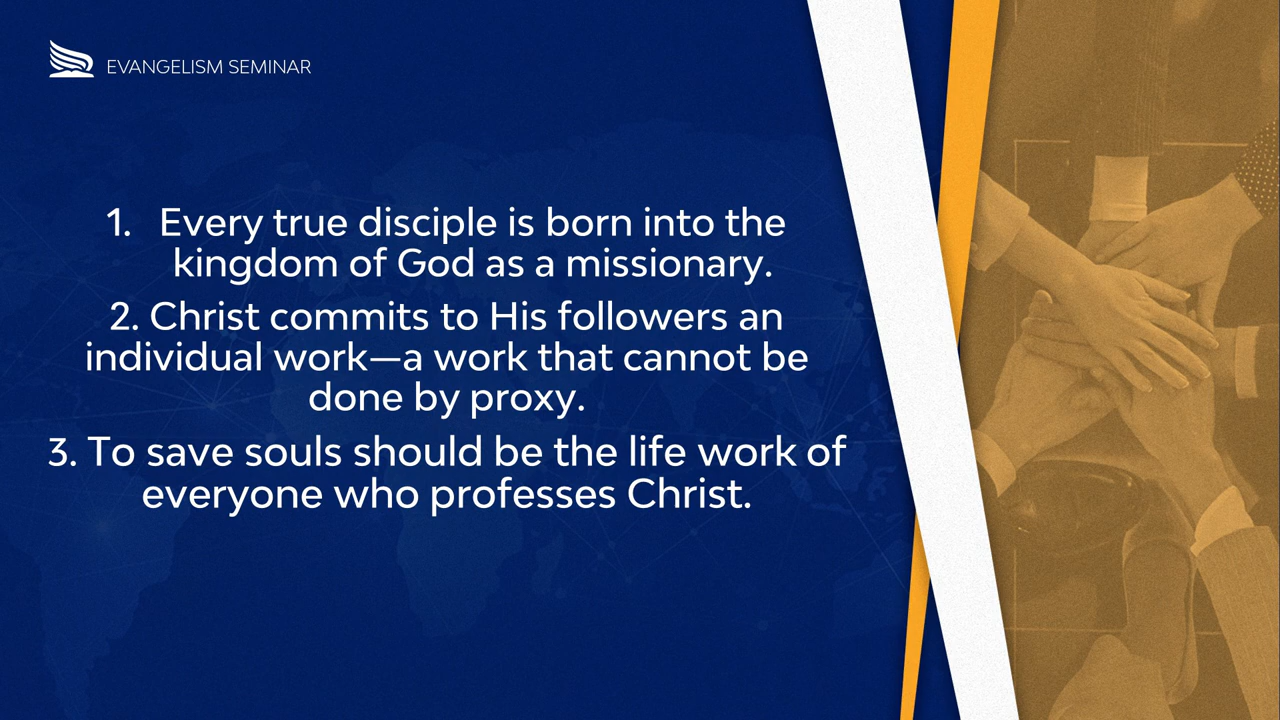 EVANGELISM SEMINAR
1. Every true disciple is born into the
kingdom of God as a missionary.
2. Christ commits to His followers an
individual work—a work that cannot be
done by proxy.
3. To save souls should be the life work of
everyone who professes Christ.